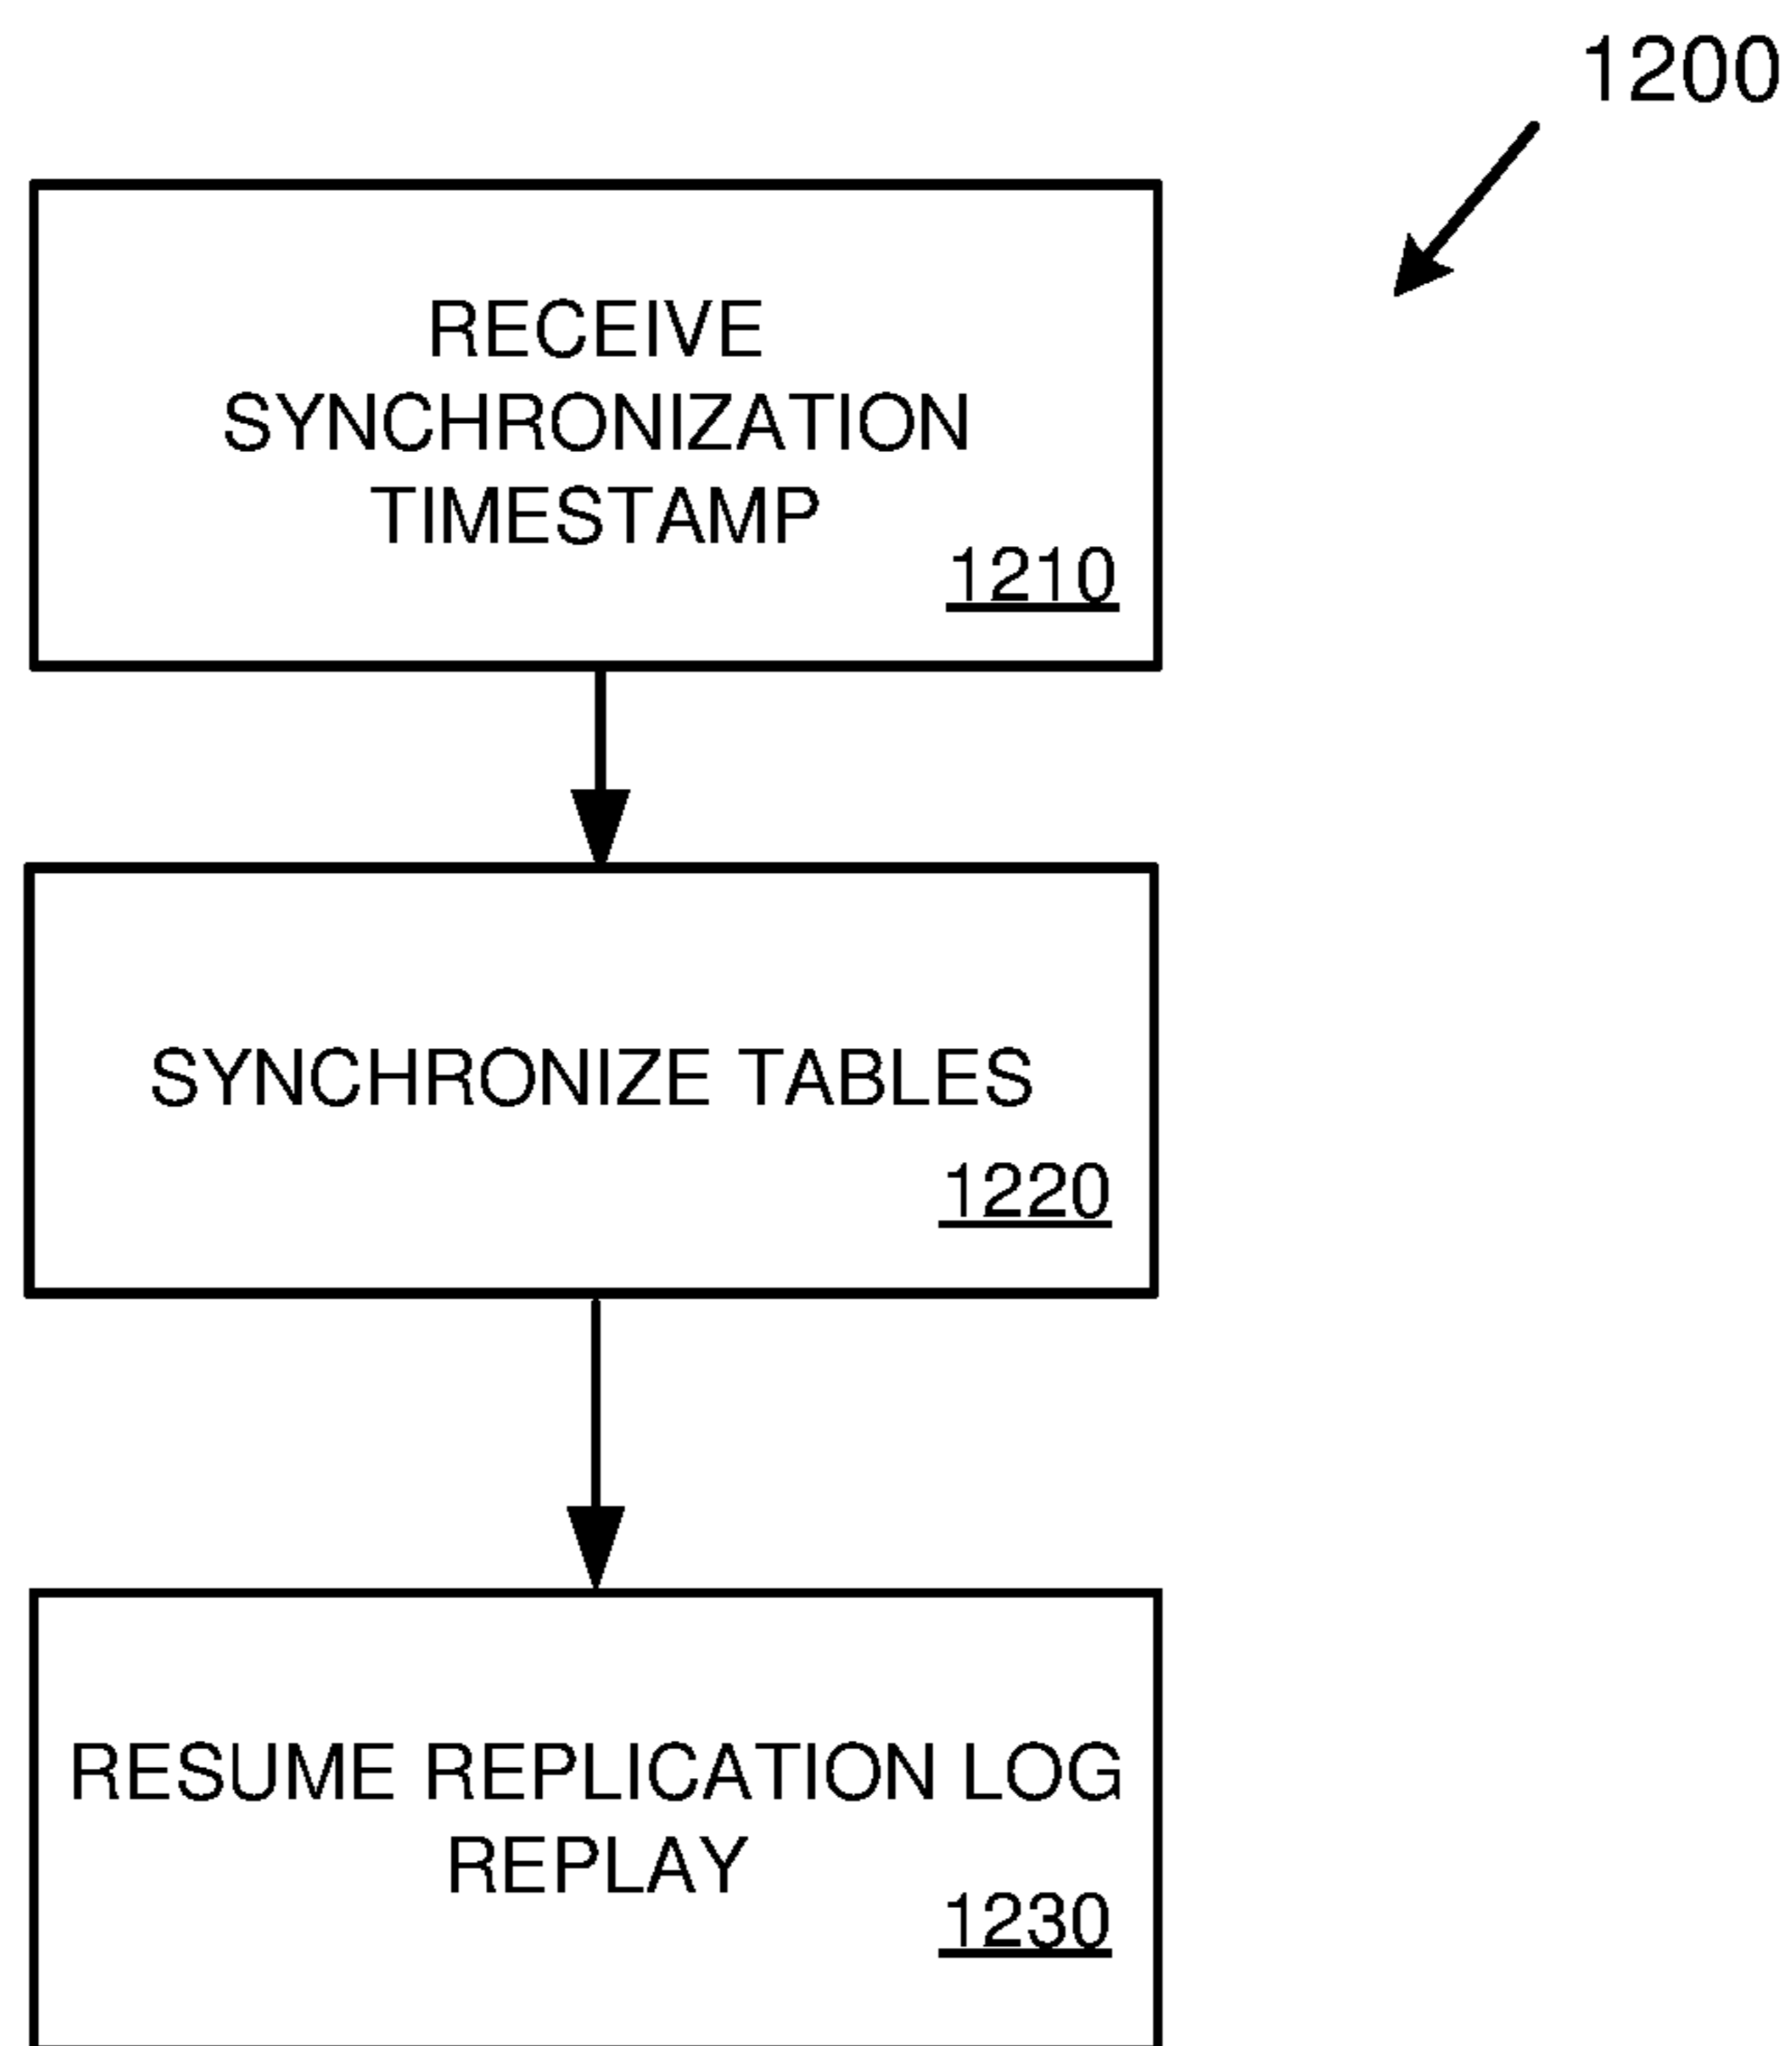 1200
RECEIVE
SYNCHRONIZATION
TIMESTAMP
1210
SYNCHRONIZE TABLES
1220
RESUME REPLICATION LOG
REPLAY
1230